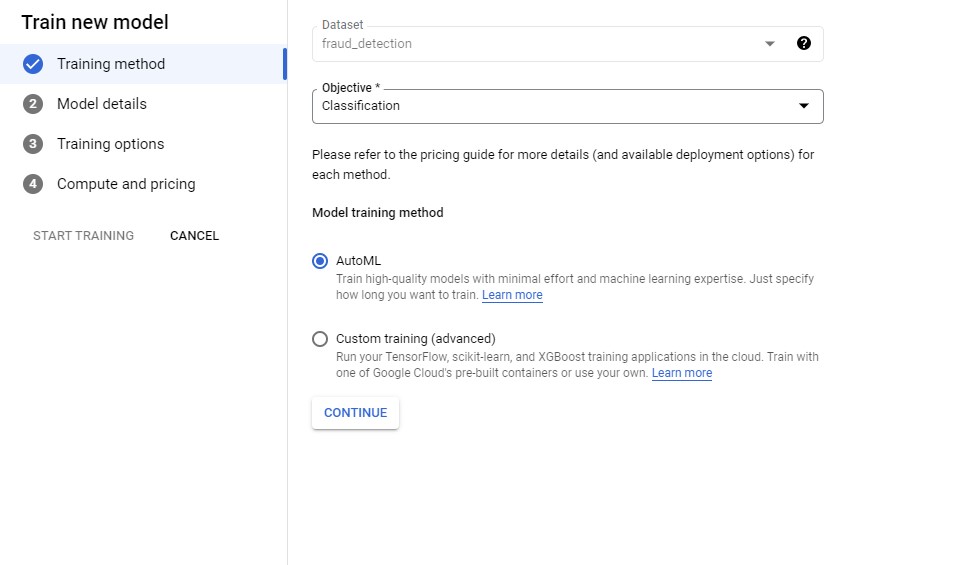 Train new model
Training method
2 Model details
3 Training options
4 Compute and pricing
START TRAINING CANCEL
Dataset
fraud_detection
?
Objective *
Classification
Please refer to the pricing guide for more details (and available deployment options) for
each method.
Model training method
AutoML
Train high-quality models with minimal effort and machine learning expertise. Just specify
how long you want to train. Learn more
Custom training (advanced)
Run your TensorFlow, scikit-learn, and XGBoost training applications in the cloud. Train with
one of Google Cloud's pre-built containers or use your own. Learn more
CONTINUE